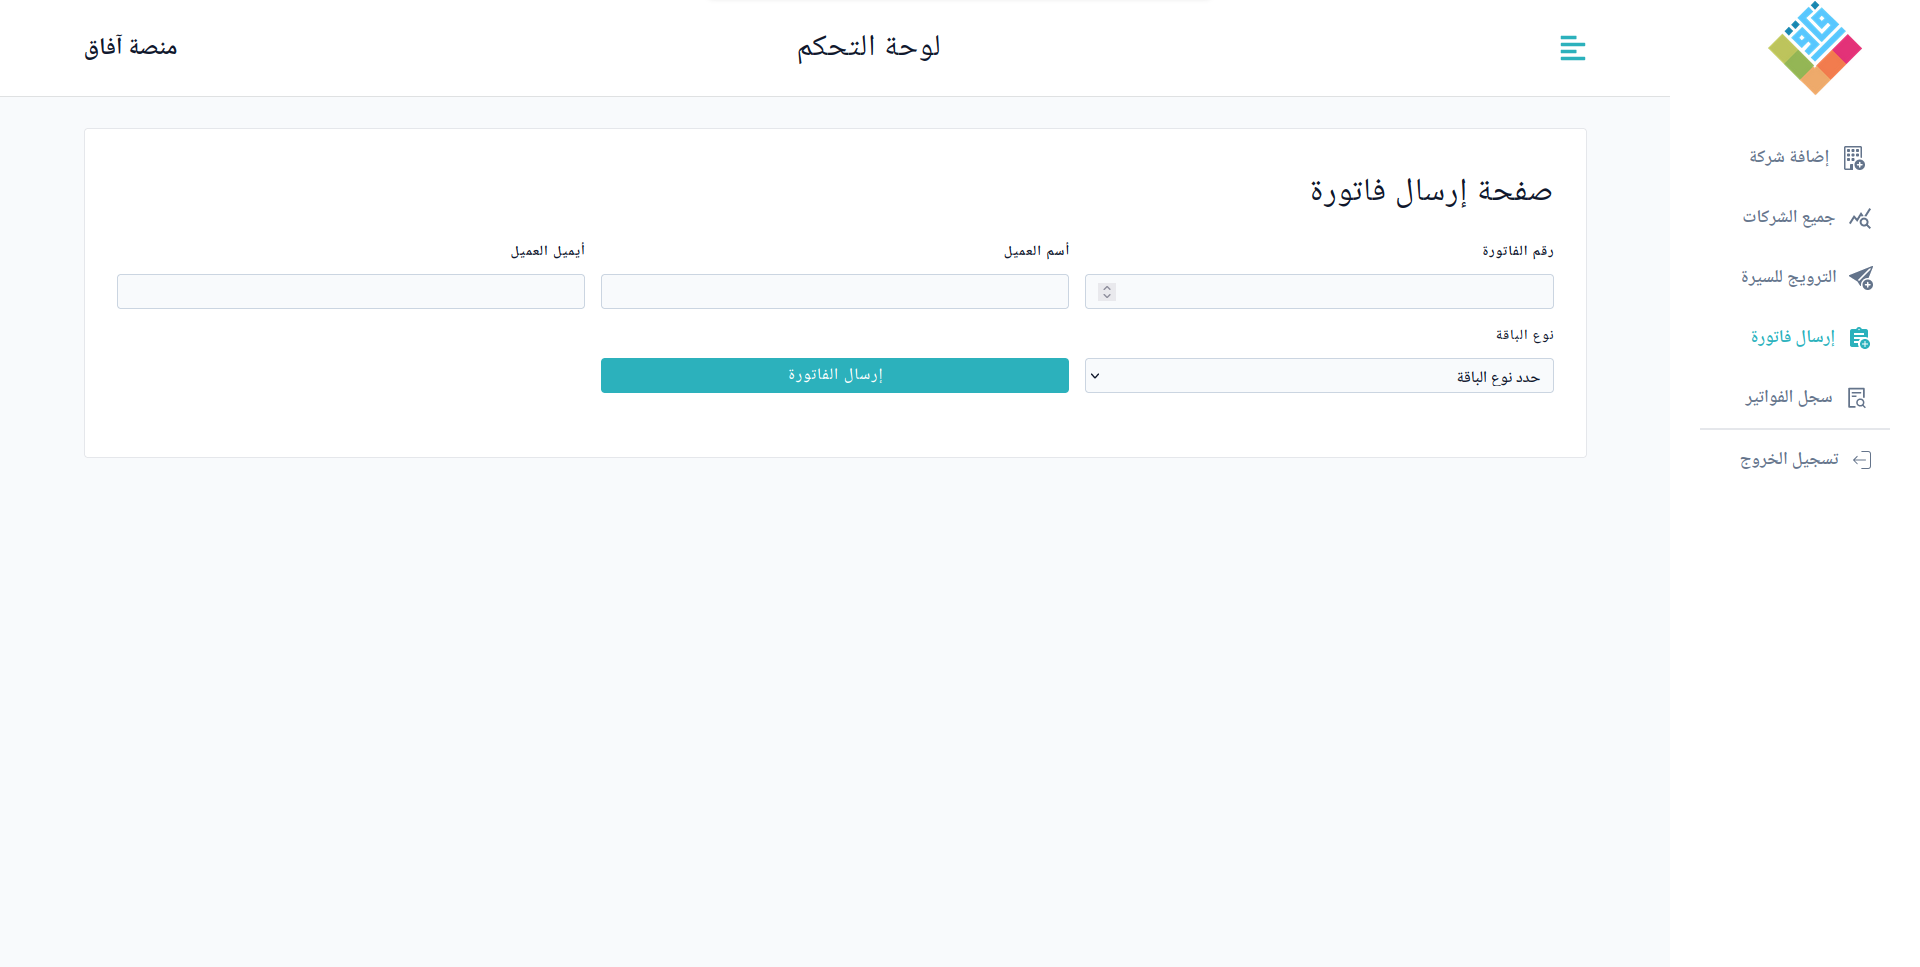 لوحة التحكم
منصة آفاق
إضافة شركة
جميع الشركات
الترويج للسيرة
إرسال فاتورة
سجل الفواتير
تسجيل الخروج
صفحة إرسال فاتورة
رقم الفاتورة
أسم العميل
أيميل العميل
نوع الباقة
حدد نوع الباقة
إرسال الفاتورة